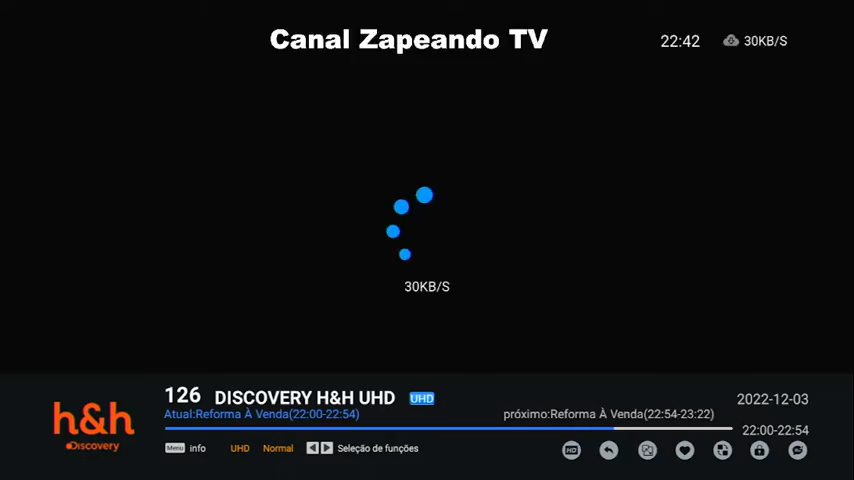 Canal Zapeando TV
22:42
30KB/S
30KB/S
126 DISCOVERY H&H UHD UHD
2022-12-03
Atual:Reforma À Venda(22:00-22:54)
próximo:Reforma À Venda(22:54-23:22)
22:00-22:54
h&h
Discovery
Menu info UHD Normal Seleção de funções
HD